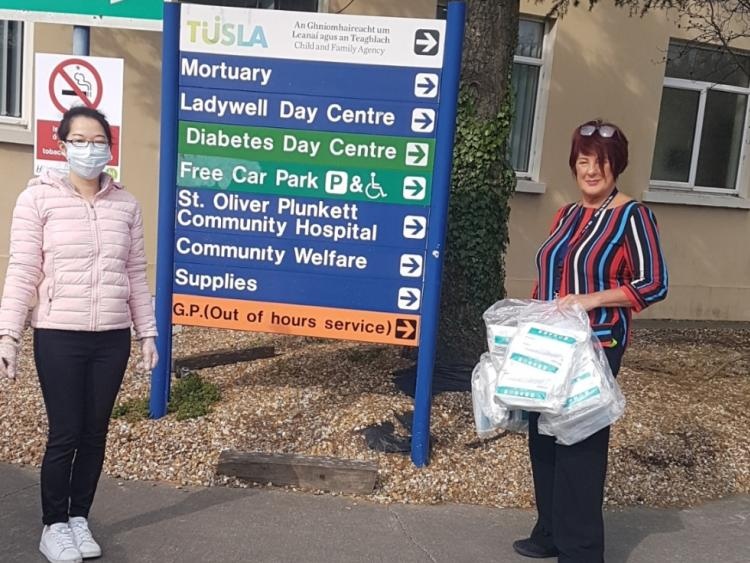 TUSLA
An Ghníomhaireacht um
Leanaí agus an Teaghlach
Child and Family Agency
Mortuary
Ladywell Day Centre
Diabetes Day Centre
Free Car Park P &
St. Oliver Plunkett
Community Hospital
Community Welfare
Supplies
G.P.(Out of hours service)